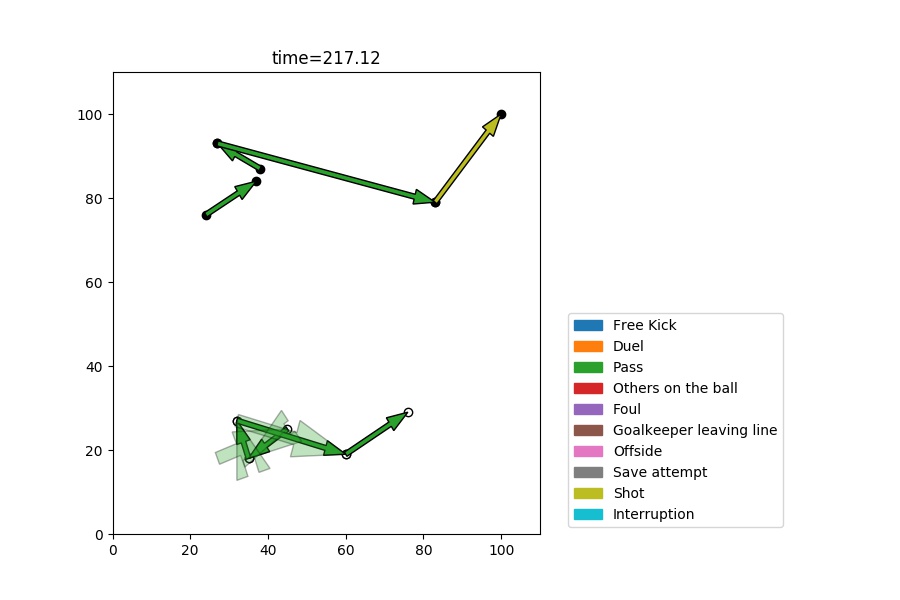 time=217.12
100
80
60
40
20
0
0 20 40 60 80 100
Free Kick
Duel
Pass
Others on the ball
Foul
Goalkeeper leaving line
Offside
Save attempt
Shot
Interruption